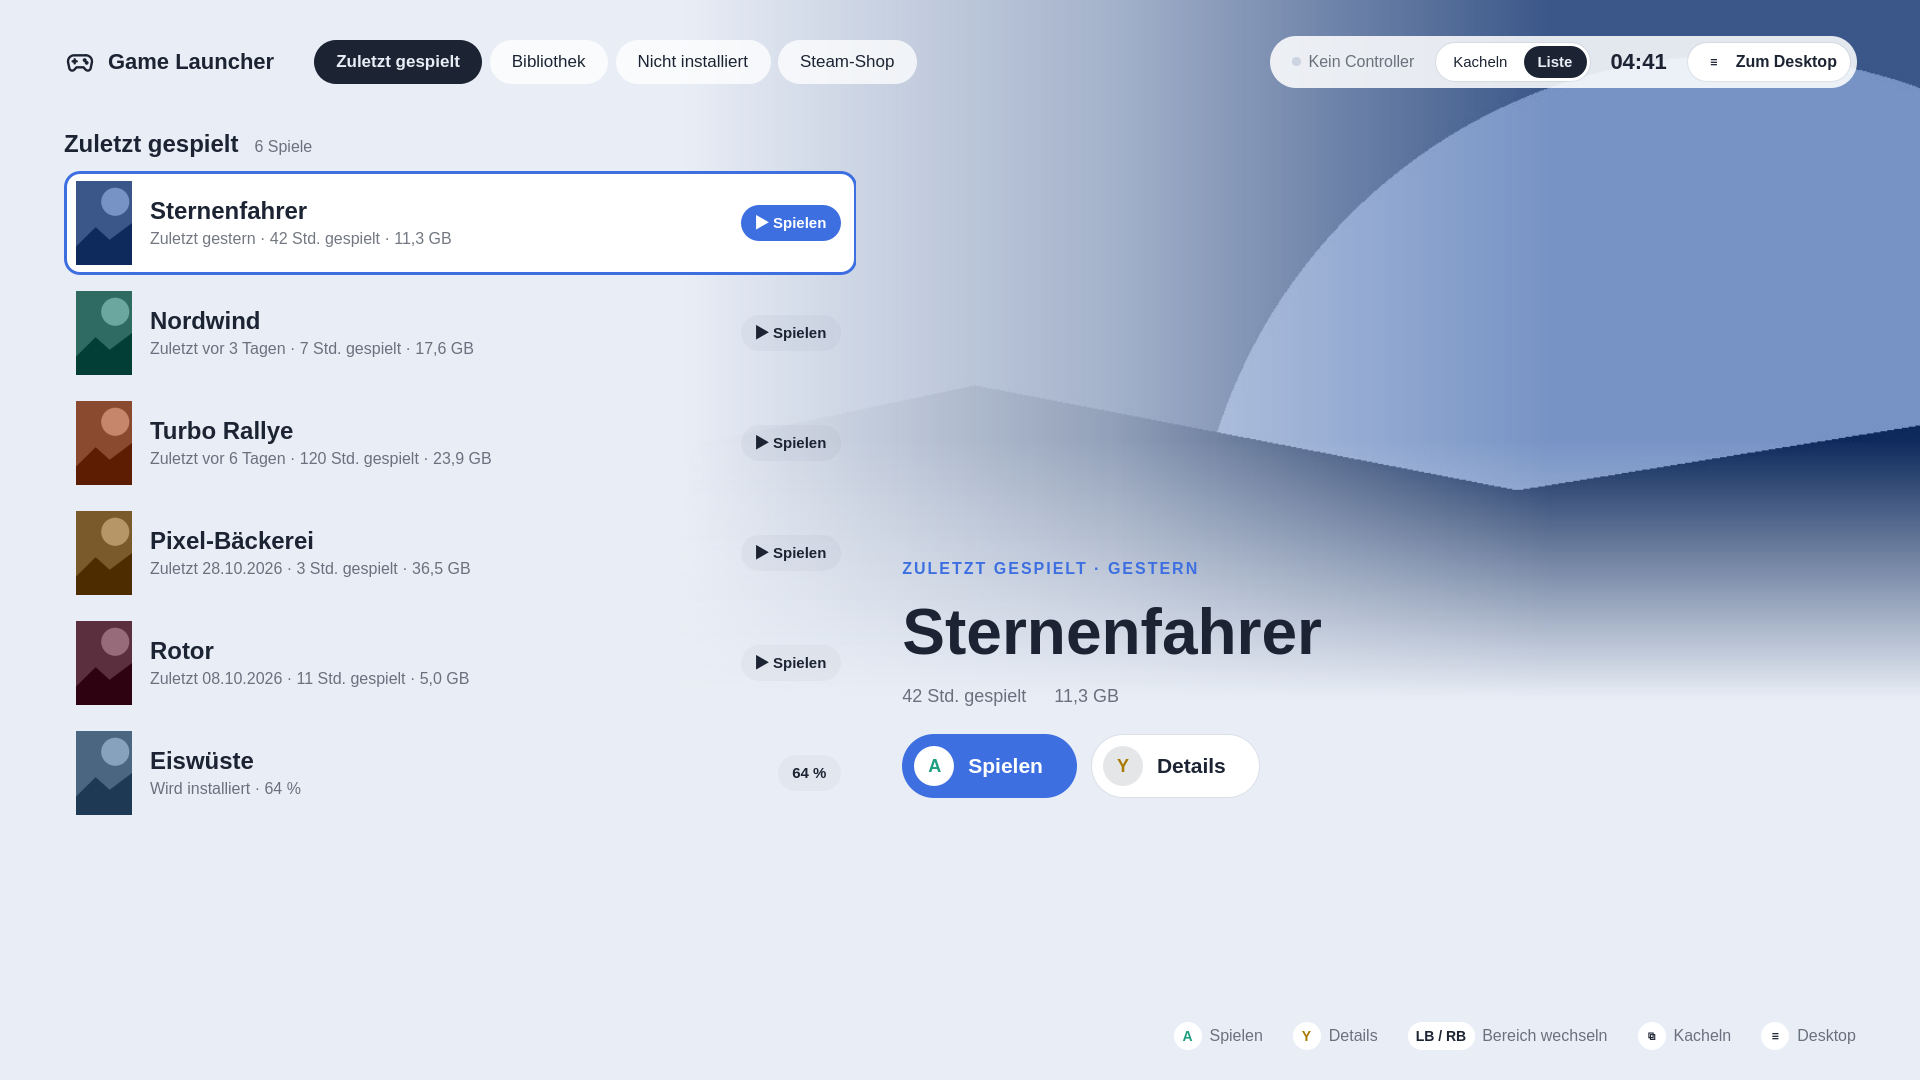 Game Launcher
Zuletzt gespielt
Bibliothek
Nicht installiert
Steam-Shop
Kein Controller
Kacheln
Liste
04:41
≡ Zum Desktop
Zuletzt gespielt 6 Spiele
Sternenfahrer
Zuletzt gestern · 42 Std. gespielt · 11,3 GB
Spielen
Nordwind
Zuletzt vor 3 Tagen · 7 Std. gespielt · 17,6 GB
Spielen
Turbo Rallye
Zuletzt vor 6 Tagen · 120 Std. gespielt · 23,9 GB
Spielen
Pixel-Bäckerei
Zuletzt 28.10.2026 · 3 Std. gespielt · 36,5 GB
Spielen
Rotor
Zuletzt 08.10.2026 · 11 Std. gespielt · 5,0 GB
Spielen
Eiswüste
Wird installiert · 64 %
64 %
ZULETZT GESPIELT · GESTERN
Sternenfahrer
42 Std. gespielt 11,3 GB
A Spielen
Y Details
A Spielen
Y Details
LB / RB Bereich wechseln
⧉ Kacheln
≡ Desktop